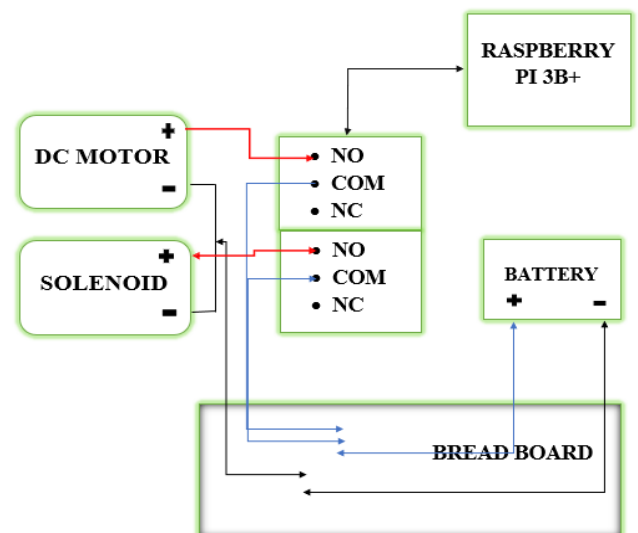 RASPBERRY
PI 3B+
+
DC MOTOR
-
• NO
• COM
• NC
+
SOLENOID
-
• NO
• COM
• NC
BATTERY
+ -
BREAD BOARD